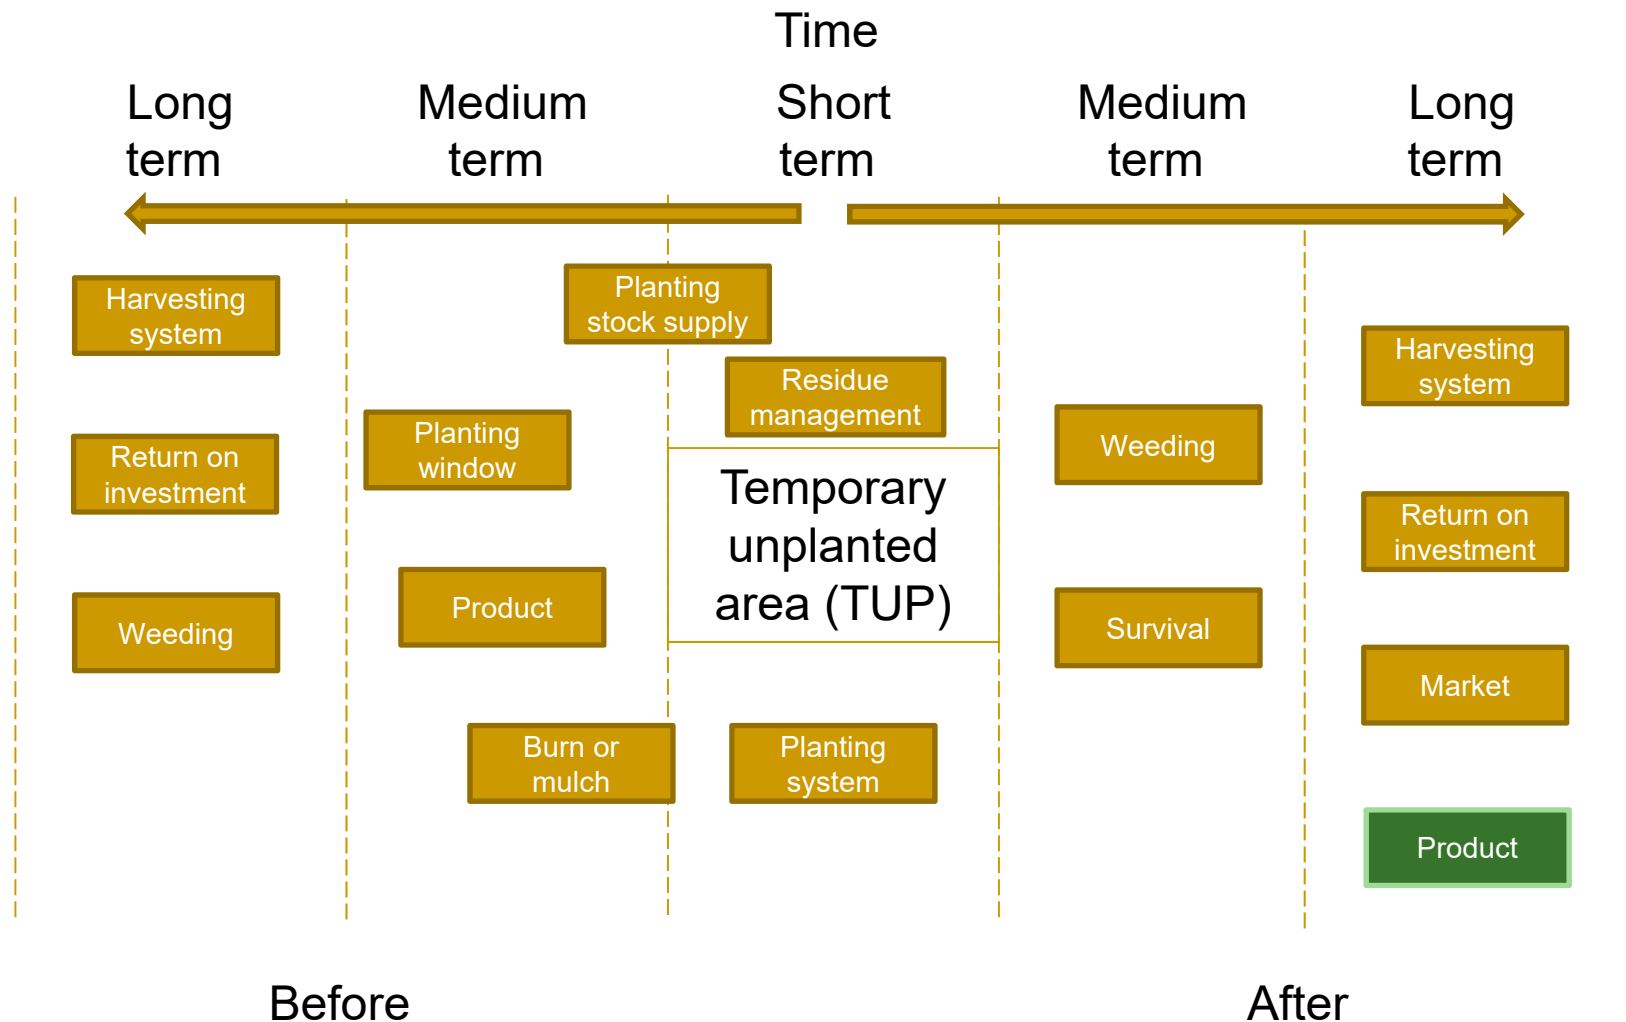 Time
Long
term
Medium
term
Short
term
Medium
term
Long
term
Harvesting
system
Return on
investment
Weeding
Planting
stock supply
Planting
window
Product
Burn or
mulch
Residue
management
Temporary
unplanted
area (TUP)
Planting
system
Weeding
Survival
Harvesting
system
Return on
investment
Market
Product
Before
After